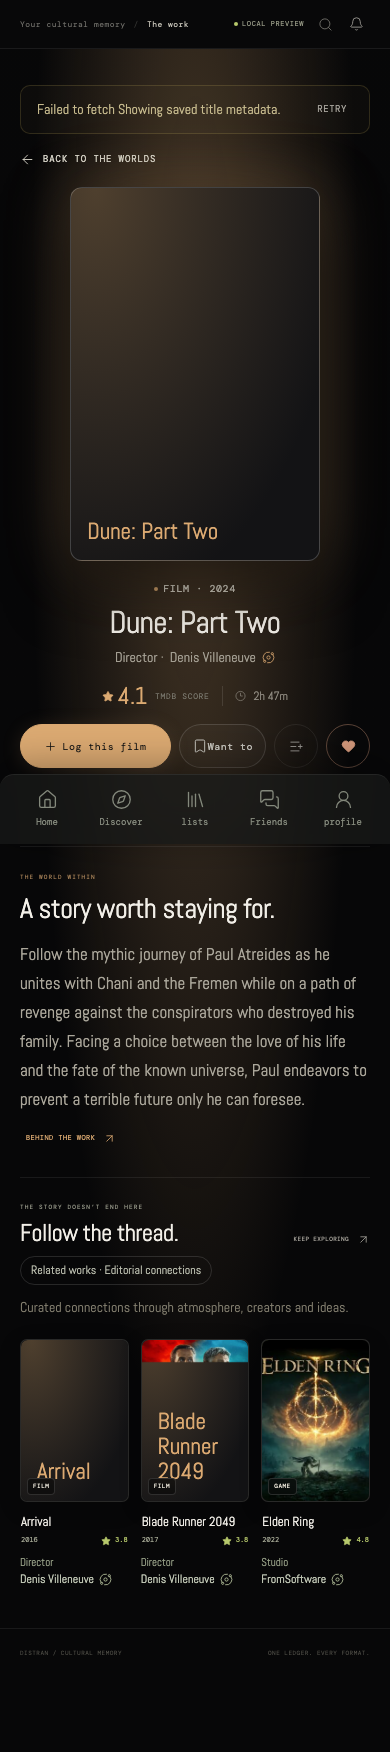 Your cultural memory / The work
LOCAL PREVIEW
Failed to fetch Showing saved title metadata.
RETRY
BACK TO THE WORLDS
Dune: Part Two
FILM · 2024
Dune: Part Two
Director · Denis Villeneuve
4.1 TMDB SCORE 2h 47m
+ Log this film
Want to
Home
Discover
lists
Friends
profile
THE WORLD WITHIN
A story worth staying for.
Follow the mythic journey of Paul Atreides as he
unites with Chani and the Fremen while on a path of
revenge against the conspirators who destroyed his
family. Facing a choice between the love of his life
and the fate of the known universe, Paul endeavors to
prevent a terrible future only he can foresee.
BEHIND THE WORK
THE STORY DOESN'T END HERE
Follow the thread.
KEEP EXPLORING
Related works · Editorial connections
Curated connections through atmosphere, creators and ideas.
Arrival
FILM
Blade
Runner
2049
FILM
ELDEN RING
GAME
Arrival
2016 3.8
Director
Denis Villeneuve
Blade Runner 2049
2017 3.8
Director
Denis Villeneuve
Elden Ring
2022 4.8
Studio
FromSoftware
DISTRAN / CULTURAL MEMORY
ONE LEDGER. EVERY FORMAT.